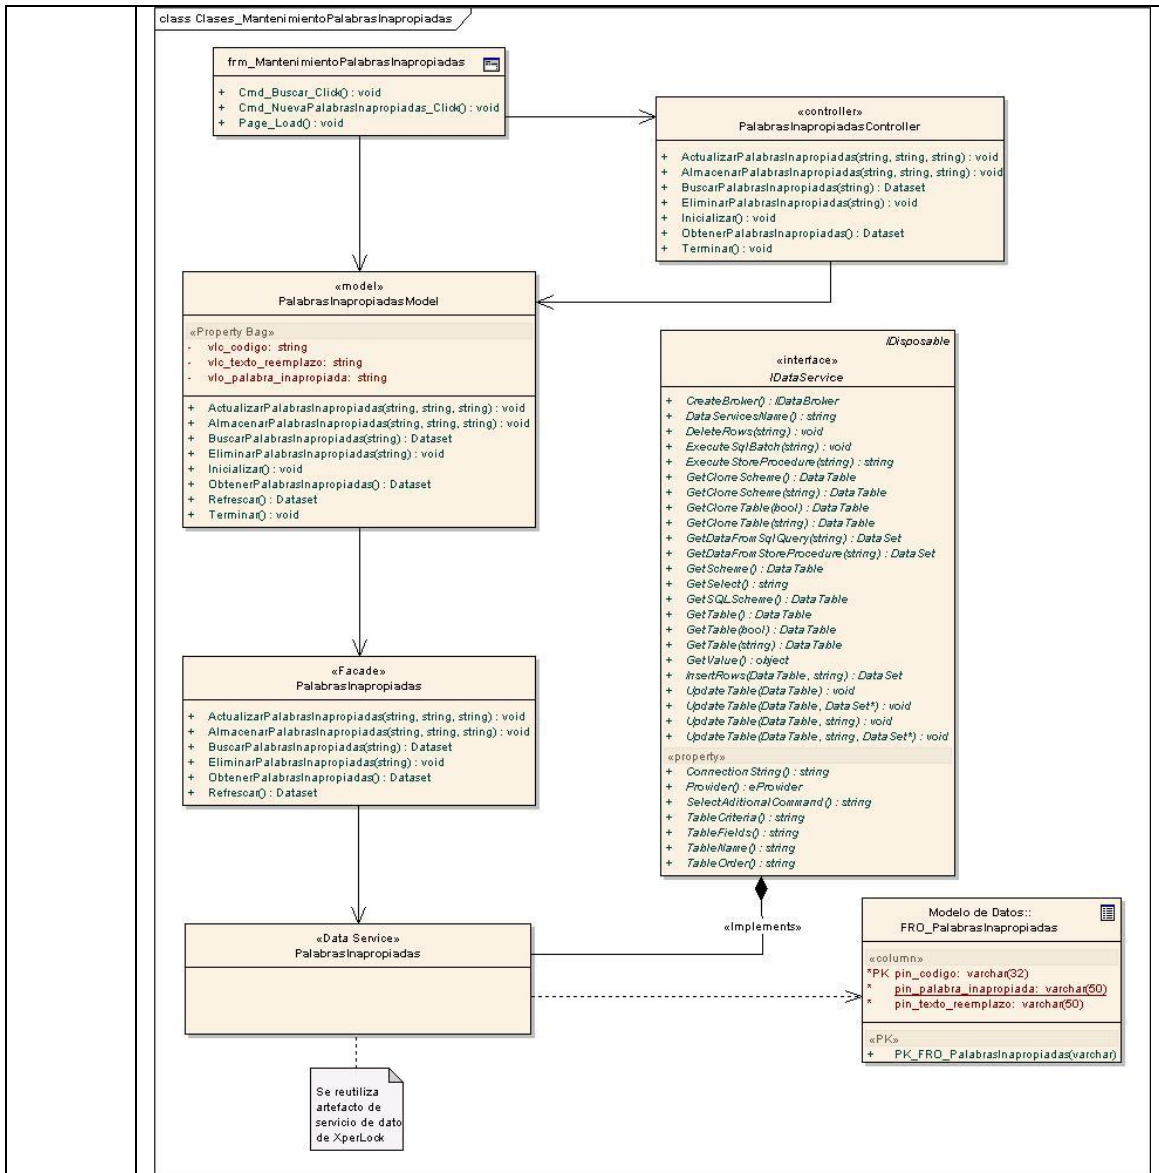 class Clases_MantenimientoPalabrasInapropiadas
frm_MantenimientoPalabrasInapropiadas
+ Cmd_Buscar_Click() : void
+ Cmd_NuevaPalabrasInapropiadas_Click() : void
+ Page_Load() : void
«controller»
PalabrasInapropiadasController
+ ActualizarPalabrasInapropiadas(string, string, string) : void
+ AlmacenarPalabrasInapropiadas(string, string, string) : void
+ BuscarPalabrasInapropiadas(string) : Dataset
+ EliminarPalabrasInapropiadas(string) : void
+ Inicializar() : void
+ ObtenerPalabrasInapropiadas() : Dataset
+ Terminar() : void
«model»
PalabrasInapropiadasModel
«Property Bag»
- vlc_codigo: string
- vlc_texto_reemplazo: string
- vlo_palabra_inapropiada: string
+ ActualizarPalabrasInapropiadas(string, string, string) : void
+ AlmacenarPalabrasInapropiadas(string, string, string) : void
+ BuscarPalabrasInapropiadas(string) : Dataset
+ EliminarPalabrasInapropiadas(string) : void
+ Inicializar() : void
+ ObtenerPalabrasInapropiadas() : Dataset
+ Refrescar() : Dataset
+ Terminar() : void
IDisposable
«interface»
IDataService
+ CreateBroker() : IDataBroker
+ DataServicesName() : string
+ DeleteRows(string) : void
+ ExecuteSqlBatch(string) : void
+ ExecuteStoreProcedure(string) : string
+ GetCloneScheme() : DataTable
+ GetCloneScheme(string) : DataTable
+ GetCloneTable(bool) : DataTable
+ GetCloneTable(string) : DataTable
+ GetDataFromSqlQuery(string) : DataSet
+ GetDataFromStoreProcedure(string) : DataSet
+ GetScheme() : DataTable
+ GetSelect() : string
+ GetSQLScheme() : DataTable
+ GetTable() : DataTable
+ GetTable(bool) : DataTable
+ GetTable(string) : DataTable
+ GetValue() : object
+ InsertRows(DataTable, string) : DataSet
+ UpdateTable(DataTable) : void
+ UpdateTable(DataTable, DataSet*) : void
+ UpdateTable(DataTable, string) : void
+ UpdateTable(DataTable, string, DataSet*) : void
«property»
+ ConnectionString() : string
+ Provider() : eProvider
+ SelectAditionalCommand() : string
+ TableCriteria() : string
+ TableFields() : string
+ TableName() : string
+ TableOrder() : string
«Facade»
PalabrasInapropiadas
+ ActualizarPalabrasInapropiadas(string, string, string) : void
+ AlmacenarPalabrasInapropiadas(string, string, string) : void
+ BuscarPalabrasInapropiadas(string) : Dataset
+ EliminarPalabrasInapropiadas(string) : void
+ ObtenerPalabrasInapropiadas() : Dataset
+ Refrescar() : Dataset
«Implements»
«Data Service»
PalabrasInapropiadas
Modelo de Datos::
FRO_PalabrasInapropiadas
«column»
*PK pin_codigo: varchar(32)
* pin_palabra_inapropiada: varchar(50)
* pin_texto_reemplazo: varchar(50)
«PK»
+ PK_FRO_PalabrasInapropiadas(varchar)
Se reutiliza
artefacto de
servicio de dato
de XperLock